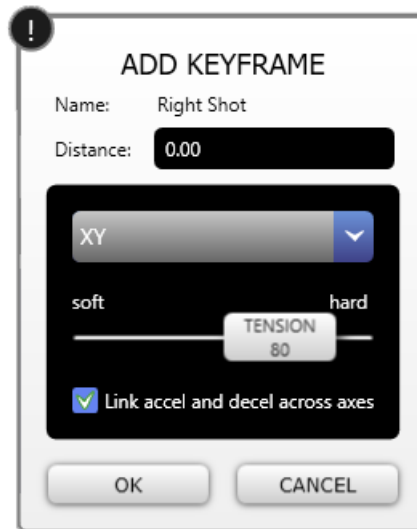 !
ADD KEYFRAME
Name: Right Shot
Distance: 0.00
XY
soft hard
TENSION
80
Link accel and decel across axes
OK CANCEL